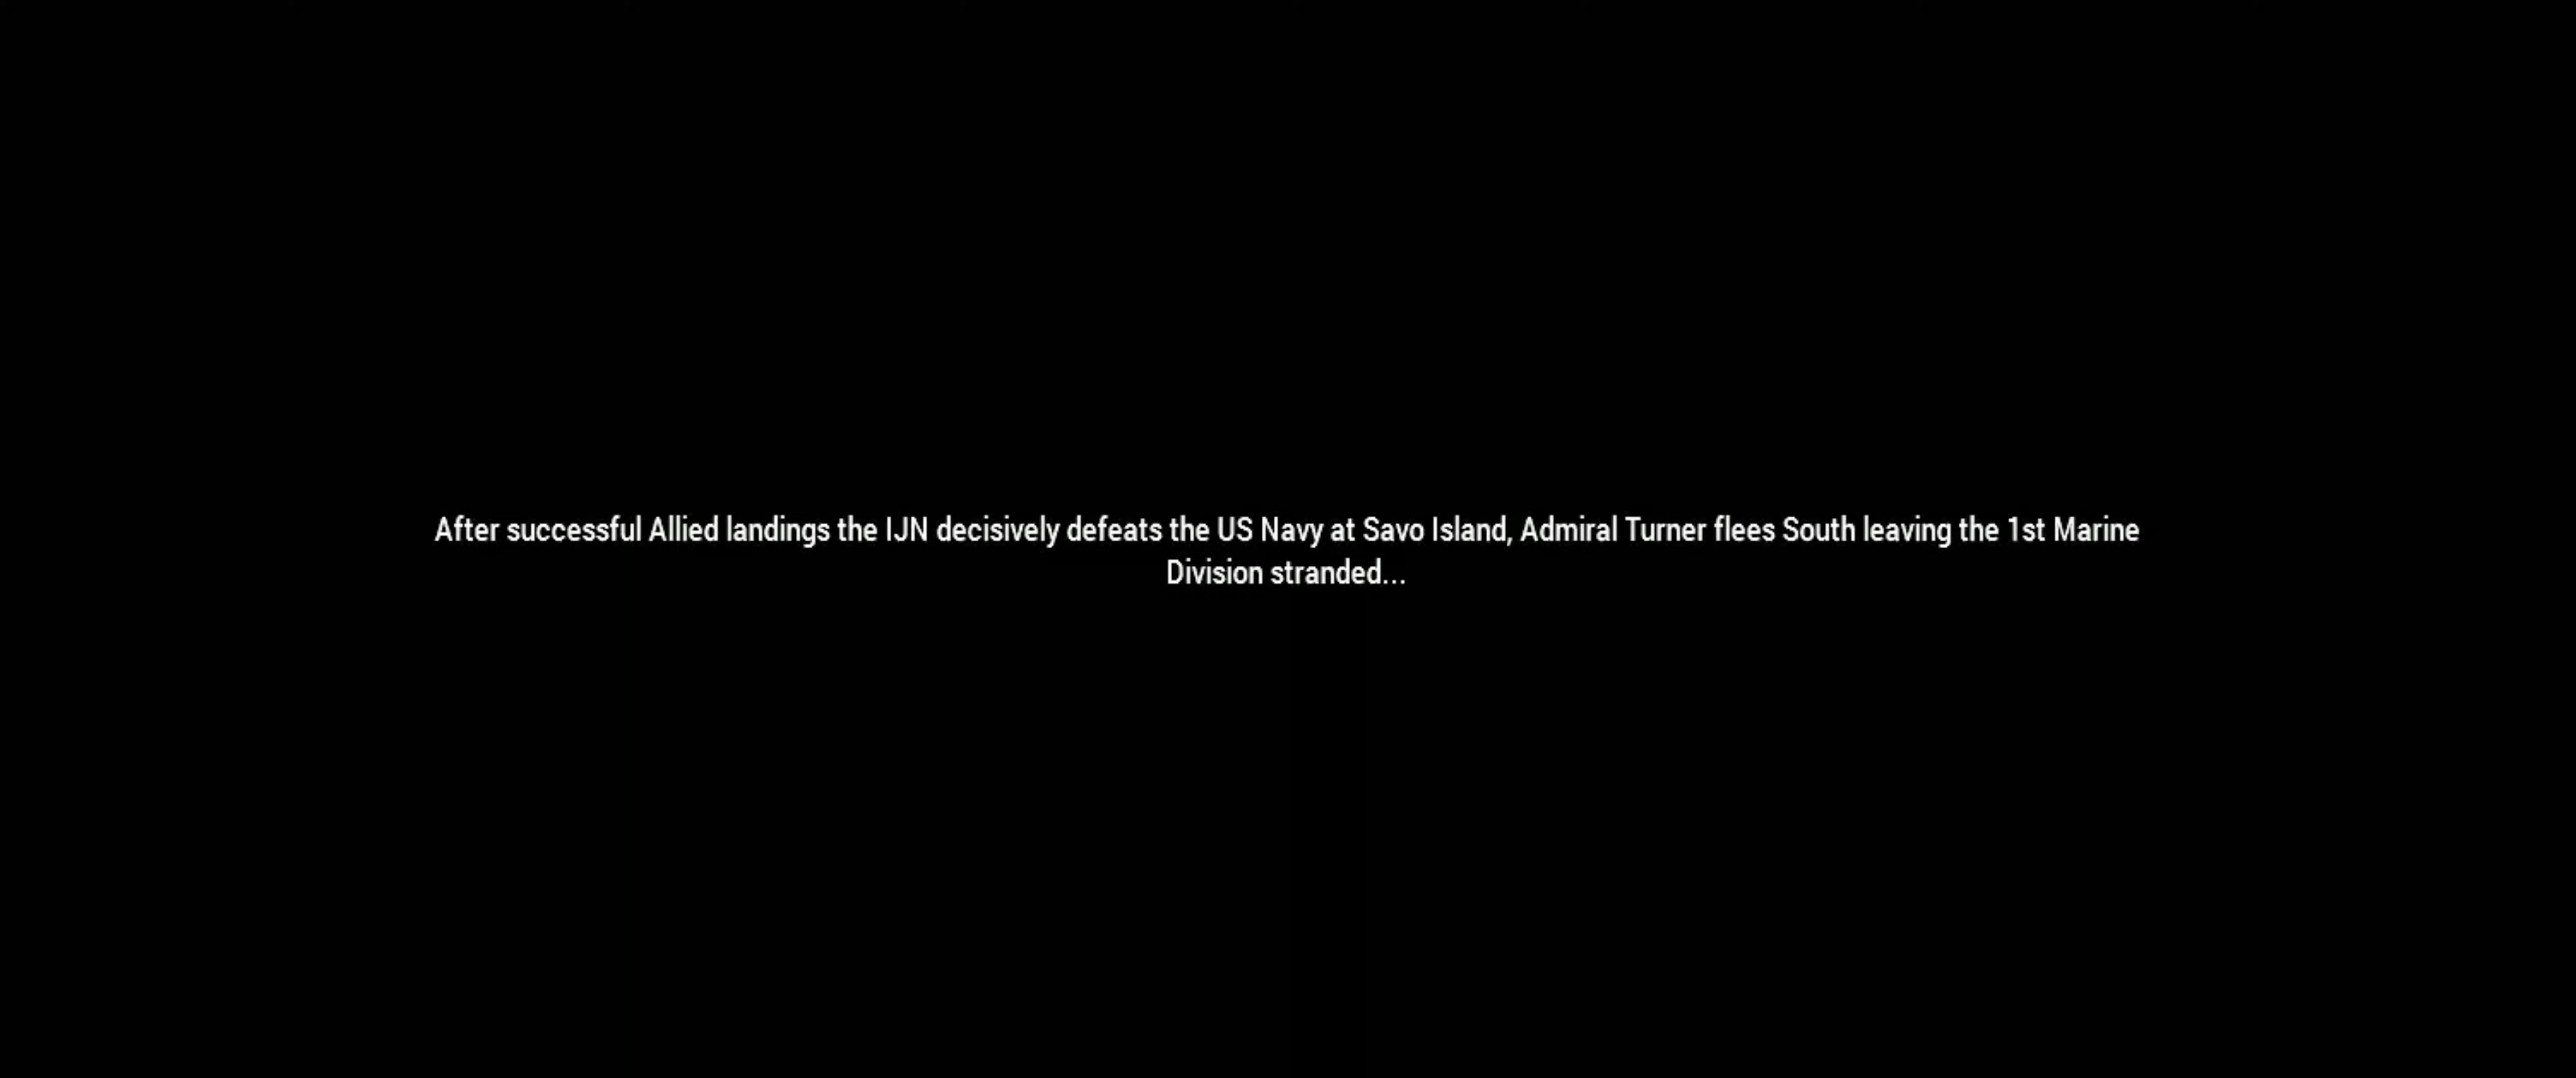 After successful Allied landings the IJN decisively defeats the US Navy at Savo Island, Admiral Turner flees South leaving the 1st Marine
Division stranded...